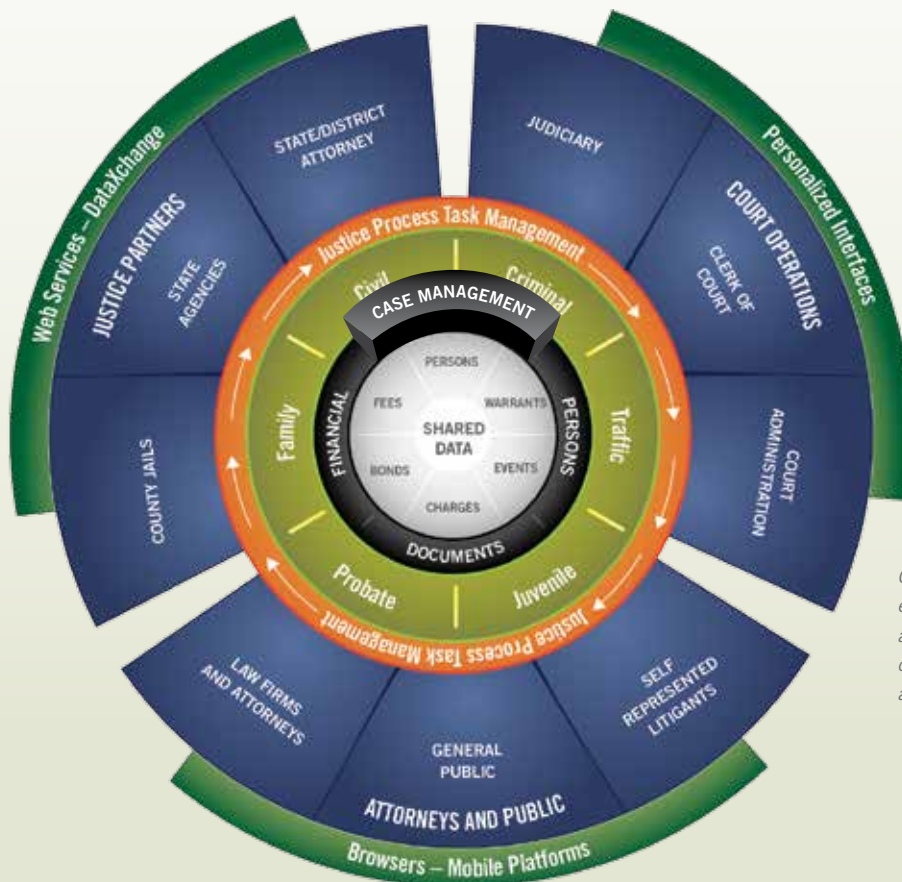 Web Services – DataXchange
JUSTICE PARTNERS
STATE/DISTRICT
ATTORNEY
STATE
AGENCIES
COUNTY JAILS
Personalized Interfaces
COURT OPERATIONS
JUDICIARY
CLERK OF
COURT
COURT
ADMINISTRATION
Justice Process Task Management
Civil
Criminal
Traffic
Juvenile
Probate
Family
CASE MANAGEMENT
FINANCIAL
PERSONS
DOCUMENTS
PERSONS
FEES
WARRANTS
SHARED
DATA
BONDS
EVENTS
CHARGES
Justice Process Task Management
LAW FIRMS
AND ATTORNEYS
GENERAL
PUBLIC
SELF
REPRESENTED
LITIGANTS
ATTORNEYS AND PUBLIC
Browsers – Mobile Platforms